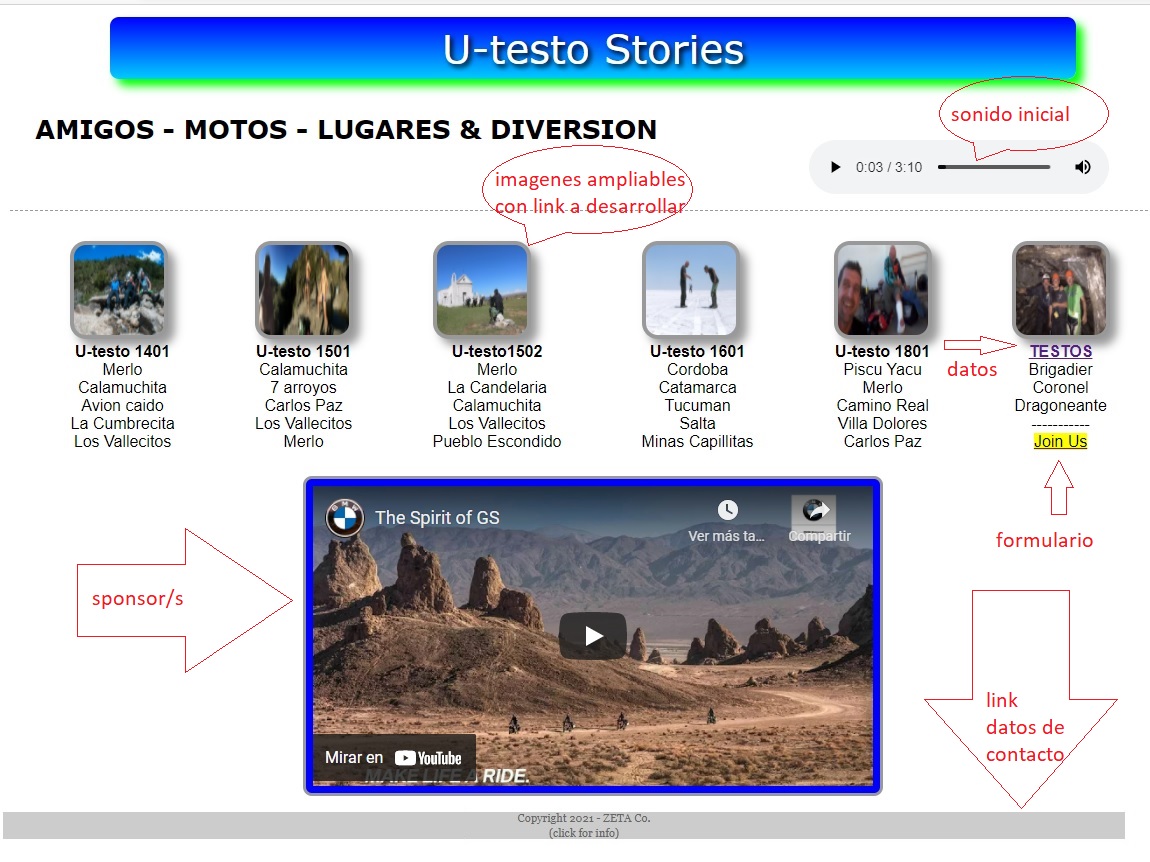 U-testo Stories
AMIGOS - MOTOS - LUGARES & DIVERSION
sonido inicial
0:03 / 3:10
imagenes ampliables
con link a desarrollar
U-testo 1401
Merlo
Calamuchita
Avion caido
La Cumbrecita
Los Vallecitos
U-testo 1501
Calamuchita
7 arroyos
Carlos Paz
Los Vallecitos
Merlo
U-testo1502
Merlo
La Candelaria
Calamuchita
Los Vallecitos
Pueblo Escondido
U-testo 1601
Cordoba
Catamarca
Tucuman
Salta
Minas Capillitas
U-testo 1801
Piscu Yacu
Merlo
Camino Real
Villa Dolores
Carlos Paz
datos
TESTOS
Brigadier
Coronel
Dragoneante
-----------
Join Us
formulario
sponsor/s
BMW
The Spirit of GS
Ver más ta...
Compartir
Mirar en YouTube
MAKE LIFE A RIDE.
link
datos de
contacto
Copyright 2021 - ZETA Co.
(click for info)